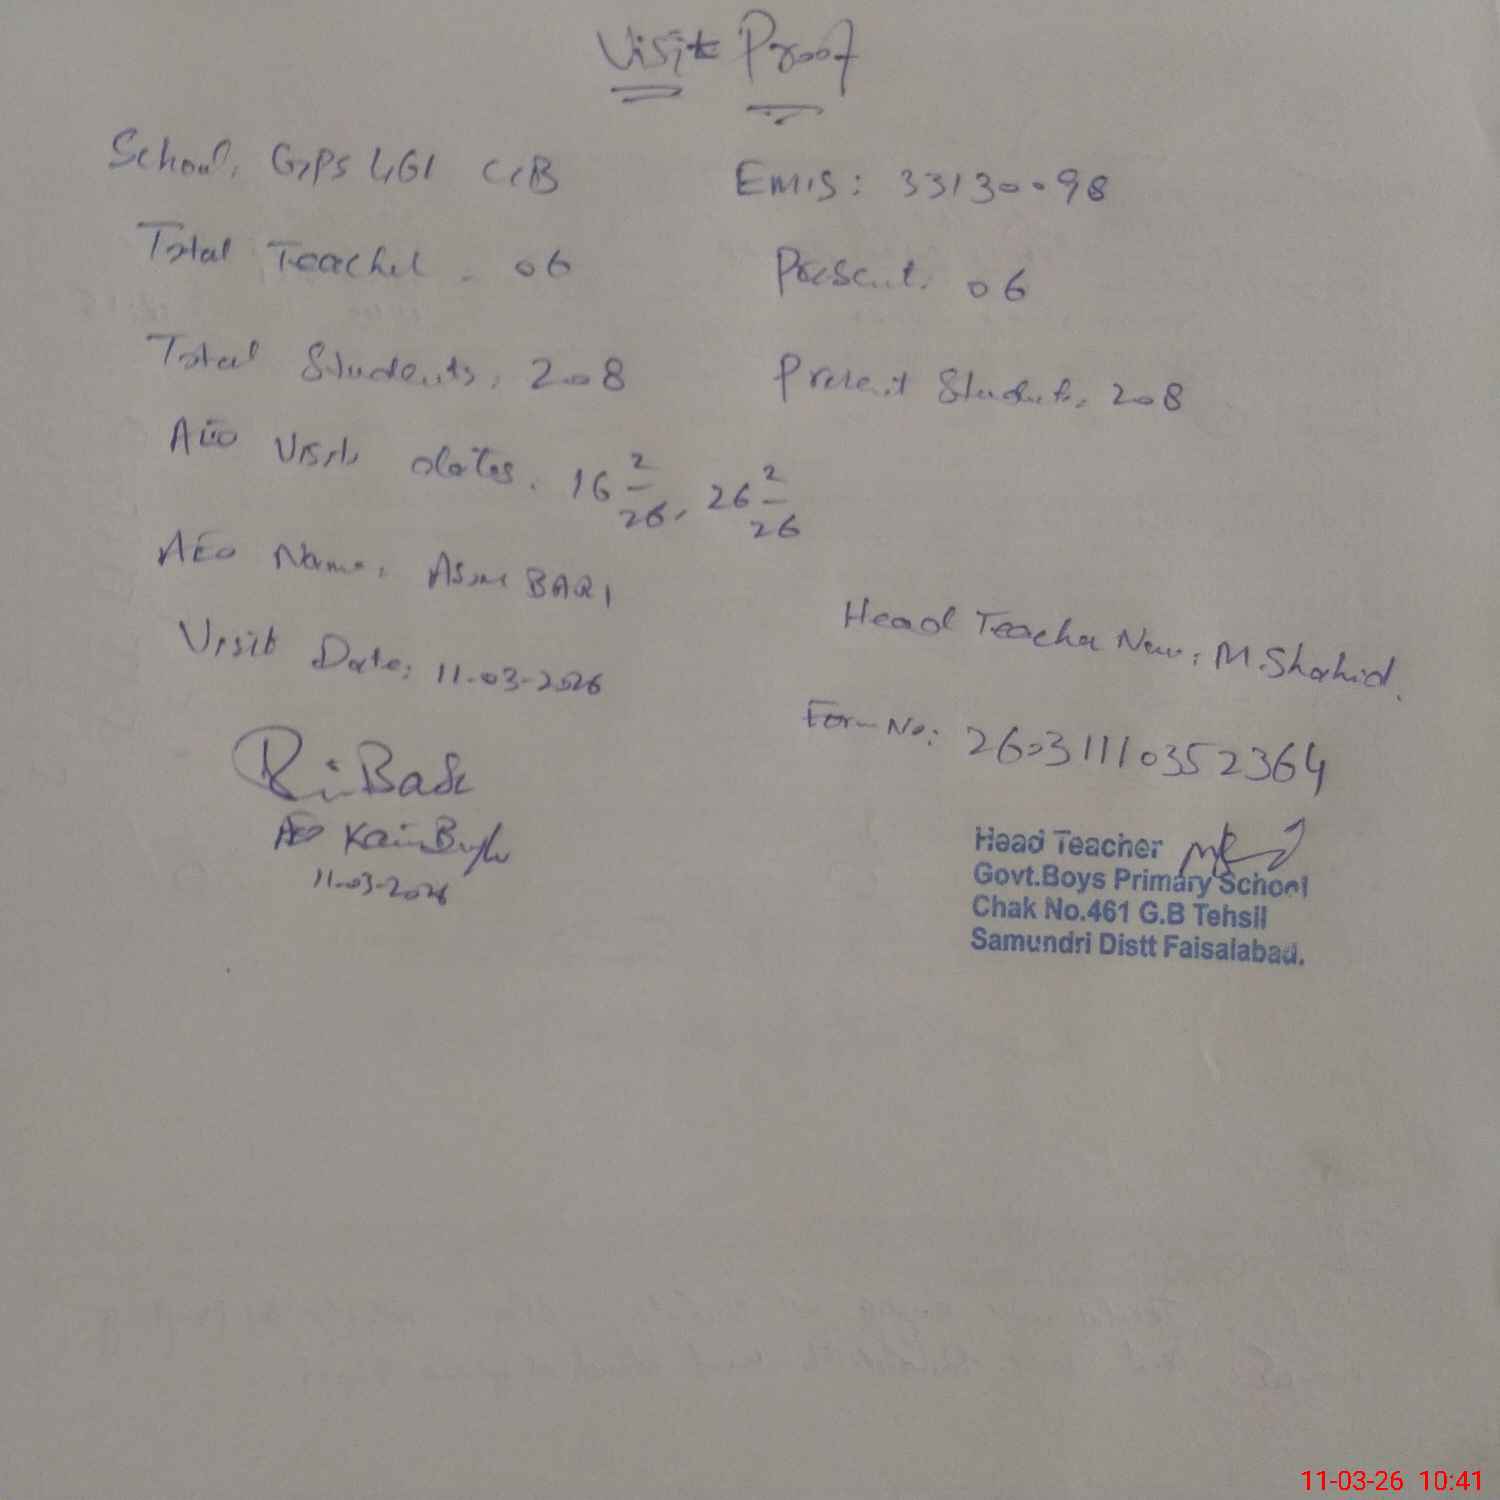 Visit Proof
School: GPS 461 GB EMIS: 33130098
Total Teacher. 06 Present. 06
Total Students. 208 Present Students. 208
AEO Visits dates. 16 2/26, 26 2/26
AEO Name: Asim BARI
Head Teacher Name: M.Shahid.
Visit Date: 11-03-2026
Form No: 260311110352364
AEO
11-03-2026
Head Teacher
Govt.Boys Primary School
Chak No.461 G.B Tehsil
Samundri Distt Faisalabad.
11-03-26 10:41